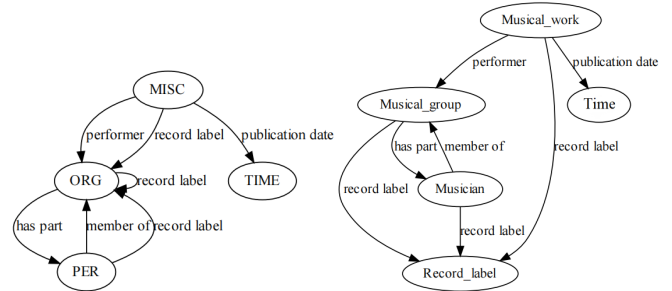 MISC
performer
record label
publication date
ORG
record label
TIME
has part
member of
record label
PER
Musical_work
performer
publication date
Musical_group
Time
has part
member of
record label
record label
Musician
record label
Record_label